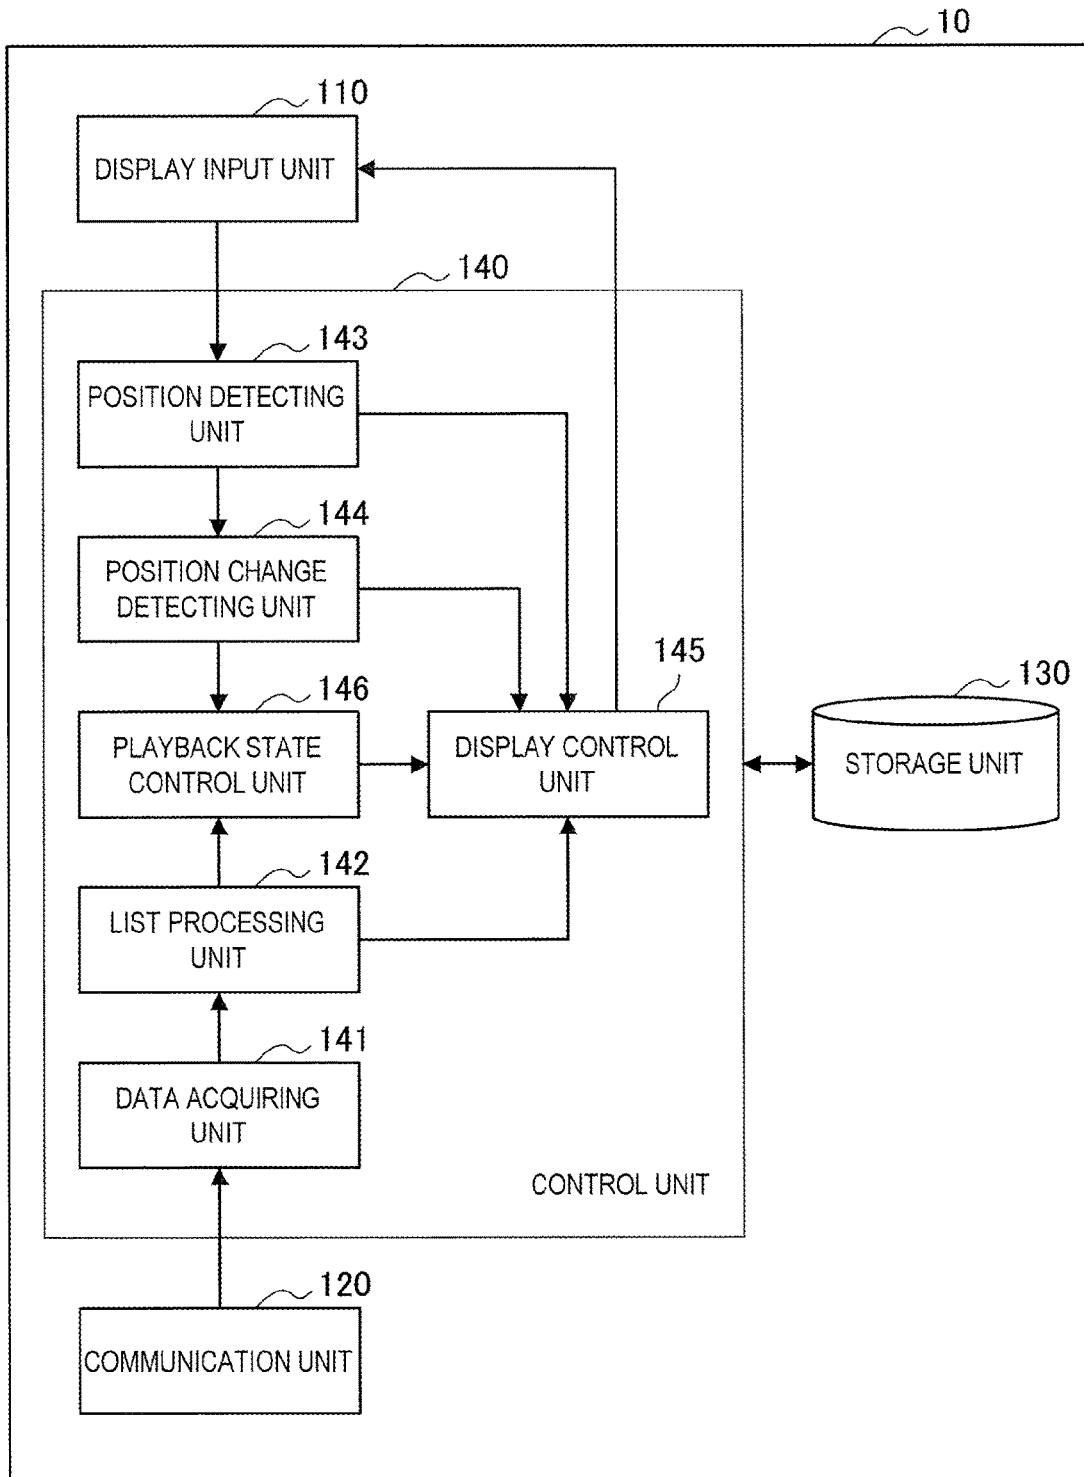 10
110
DISPLAY INPUT UNIT
140
143
POSITION DETECTING
UNIT
144
POSITION CHANGE
DETECTING UNIT
146
PLAYBACK STATE
CONTROL UNIT
145
DISPLAY CONTROL
UNIT
130
STORAGE UNIT
142
LIST PROCESSING
UNIT
141
DATA ACQUIRING
UNIT
CONTROL UNIT
120
COMMUNICATION UNIT